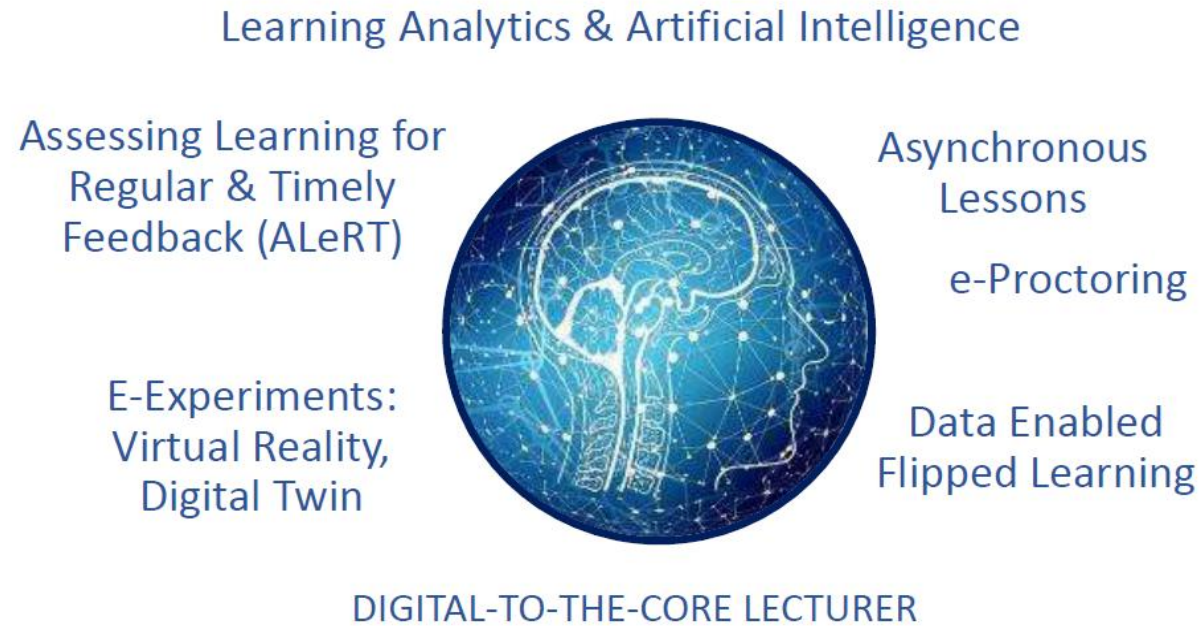 Learning Analytics & Artificial Intelligence
Assessing Learning for
Regular & Timely
Feedback (ALeRT)
Asynchronous
Lessons
e-Proctoring
E-Experiments:
Virtual Reality,
Digital Twin
Data Enabled
Flipped Learning
DIGITAL-TO-THE-CORE LECTURER